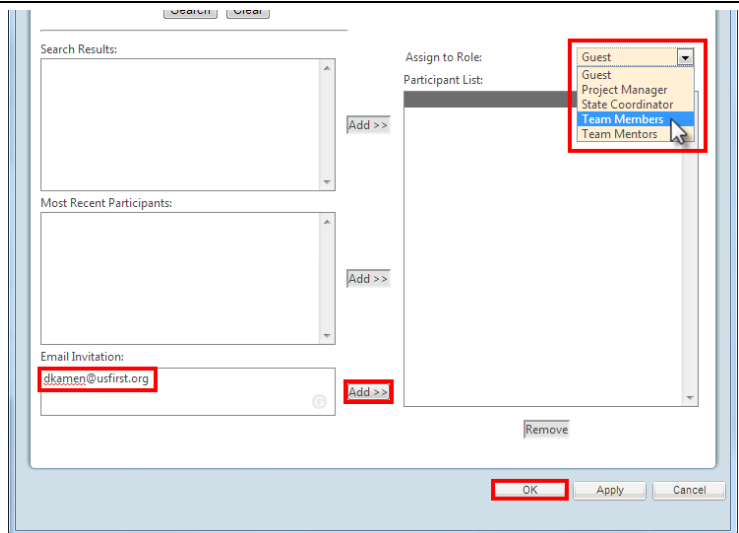 Search Clear
Search Results:
Assign to Role: Guest
Guest
Participant List:
Project Manager
State Coordinator
Team Members
Team Mentors
Add >>
Most Recent Participants:
Add >>
Email Invitation:
dkamen@usfirst.org
Add >>
G
Remove
OK Apply Cancel